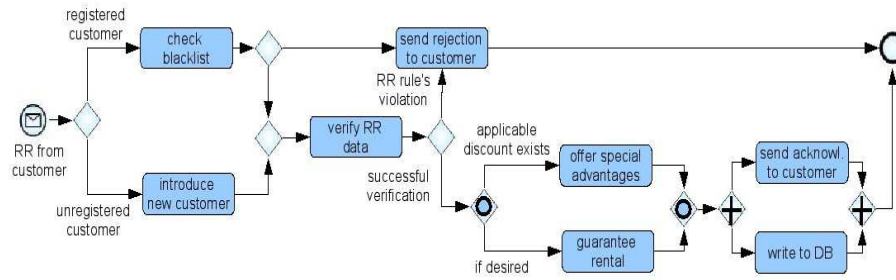 registered
customer
check
blacklist
send rejection
to customer
RR rule's
violation
RR from
customer
verify RR
data
applicable
discount exists
offer special
advantages
send acknowl.
to customer
successful
verification
introduce
new customer
unregistered
customer
if desired
guarantee
rental
write to DB